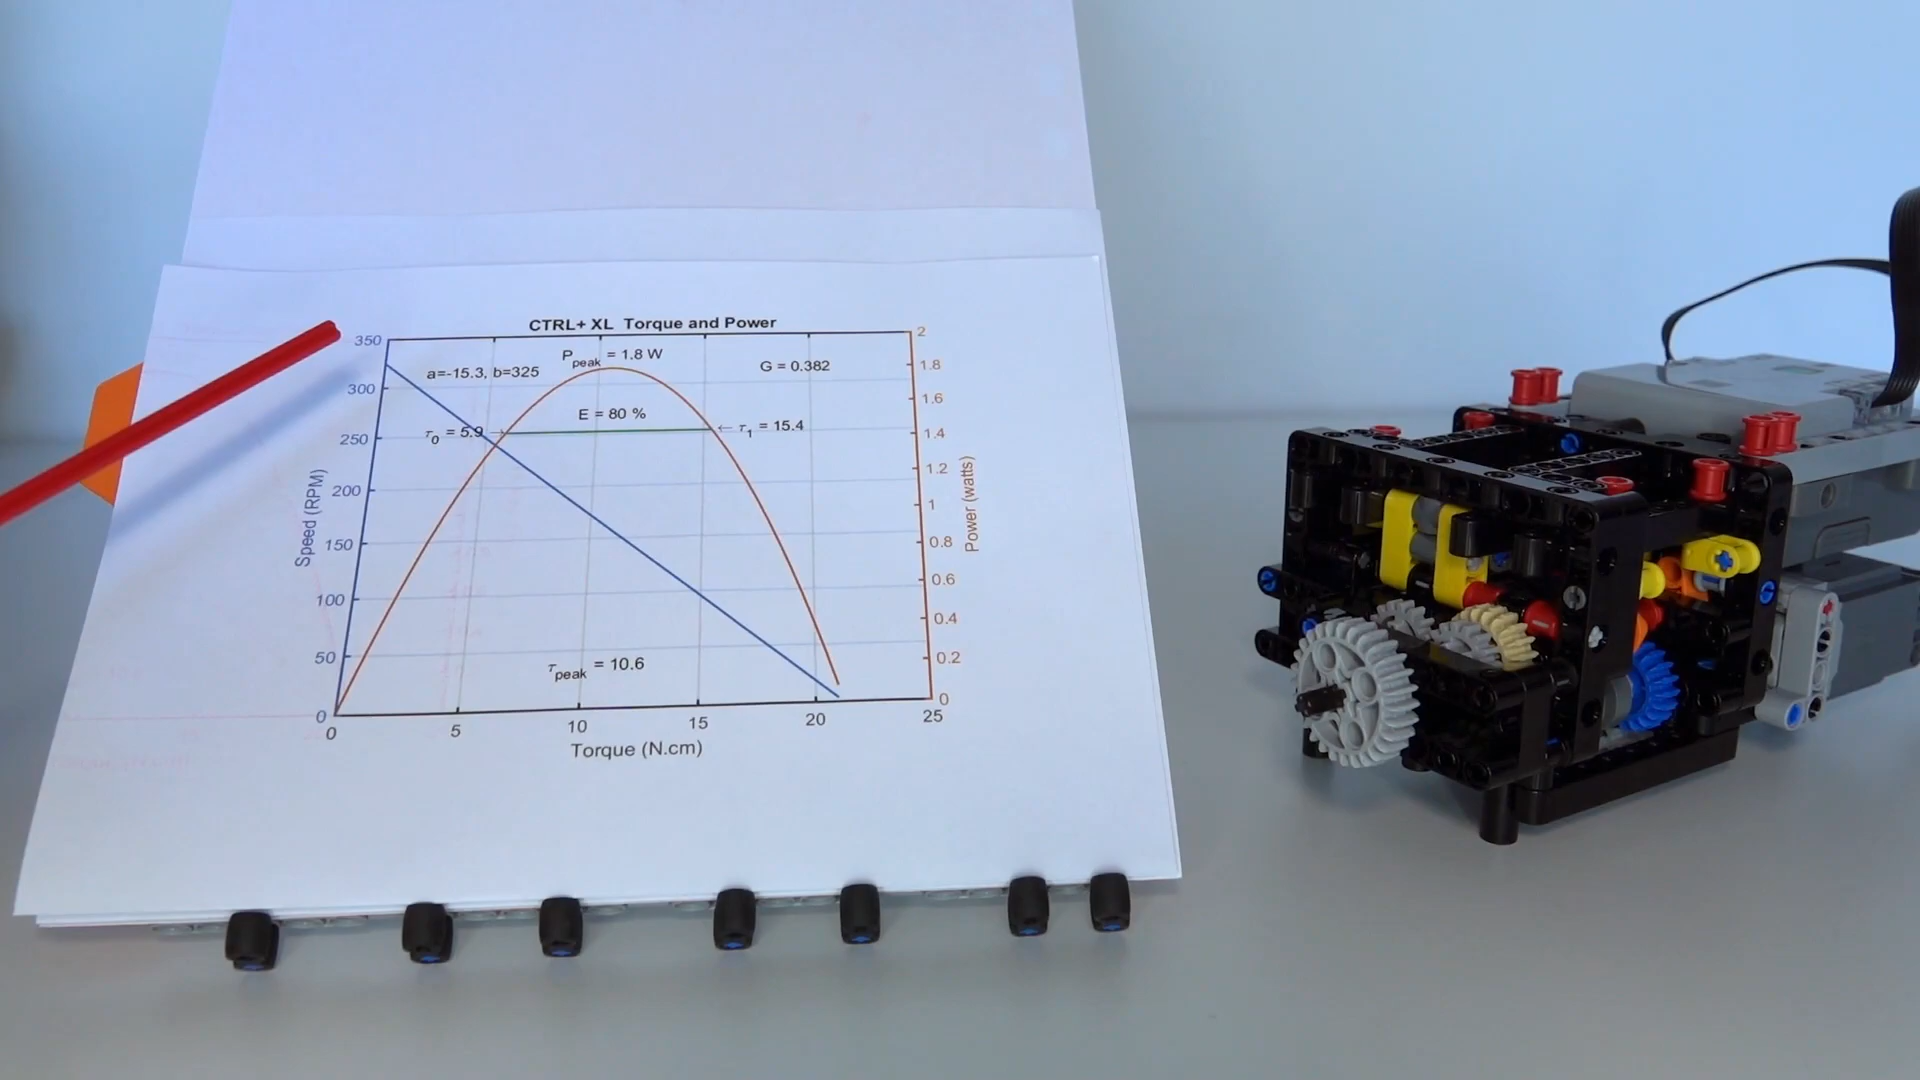 CTRL+ XL Torque and Power
P_peak = 1.8 W
a=-15.3, b=325
G = 0.382
E = 80 %
τ_0 = 5.9 →
← τ_1 = 15.4
τ_peak = 10.6
Speed (RPM)
350
300
250
200
150
100
50
0
Power (watts)
2
1.8
1.6
1.4
1.2
1
0.8
0.6
0.4
0.2
0
0 5 10 15 20 25
Torque (N.cm)